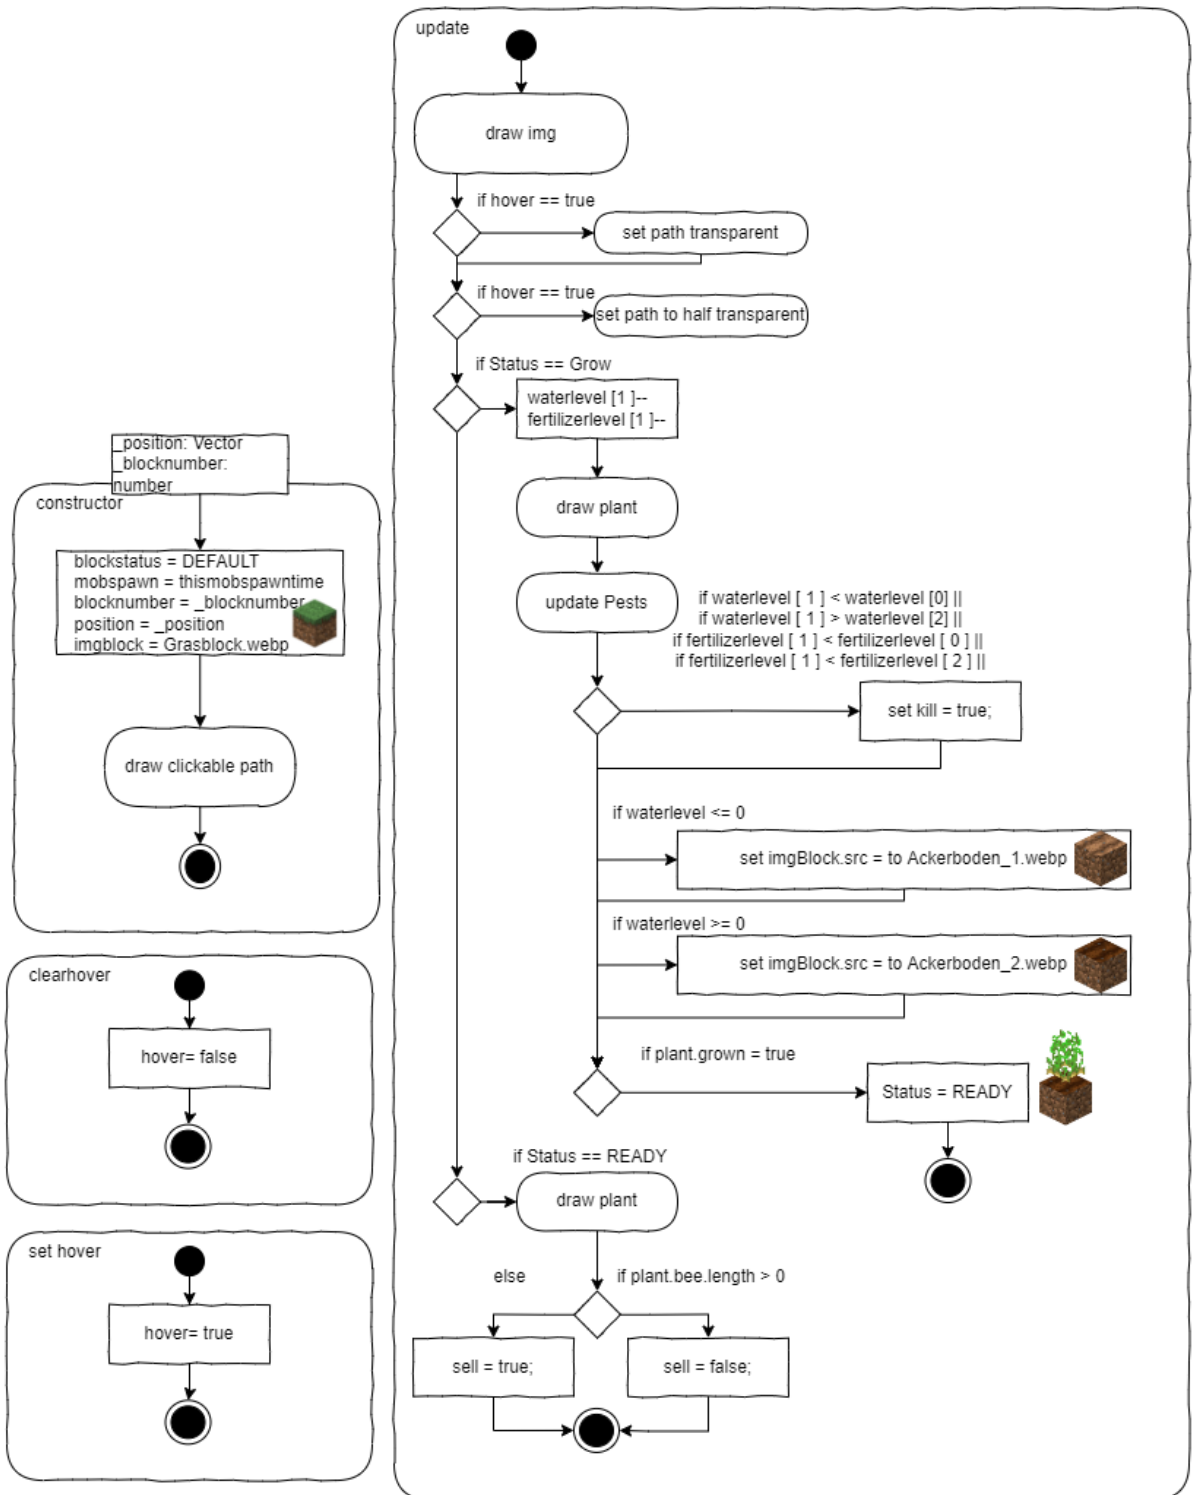 update
draw img
if hover == true
set path transparent
if hover == true
set path to half transparent
if Status == Grow
waterlevel [1 ]--
fertilizerlevel [1 ]--
draw plant
update Pests
if waterlevel [ 1 ] < waterlevel [0] ||
if waterlevel [ 1 ] > waterlevel [2] ||
if fertilizerlevel [ 1 ] < fertilizerlevel [ 0 ] ||
if fertilizerlevel [ 1 ] < fertilizerlevel [ 2 ] ||
set kill = true;
if waterlevel <= 0
set imgBlock.src = to Ackerboden_1.webp
if waterlevel >= 0
set imgBlock.src = to Ackerboden_2.webp
if plant.grown = true
Status = READY
if Status == READY
draw plant
else
if plant.bee.length > 0
sell = true;
sell = false;
_position: Vector
_blocknumber:
number
constructor
blockstatus = DEFAULT
mobspawn = thismobspawntime
blocknumber = _blocknumber
position = _position
imgblock = Grasblock.webp
draw clickable path
clearhover
hover= false
set hover
hover= true